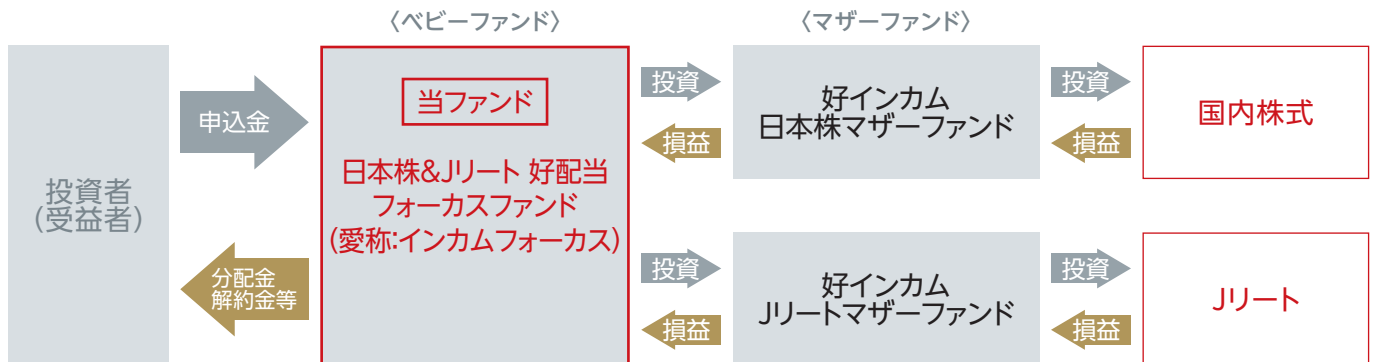 〈ベビーファンド〉
〈マザーファンド〉
投資者
(受益者)
申込金
分配金
解約金等
当ファンド
日本株&Jリート 好配当
フォーカスファンド
(愛称:インカムフォーカス)
投資
損益
好インカム
日本株マザーファンド
投資
損益
国内株式
投資
損益
好インカム
Jリートマザーファンド
投資
損益
Jリート